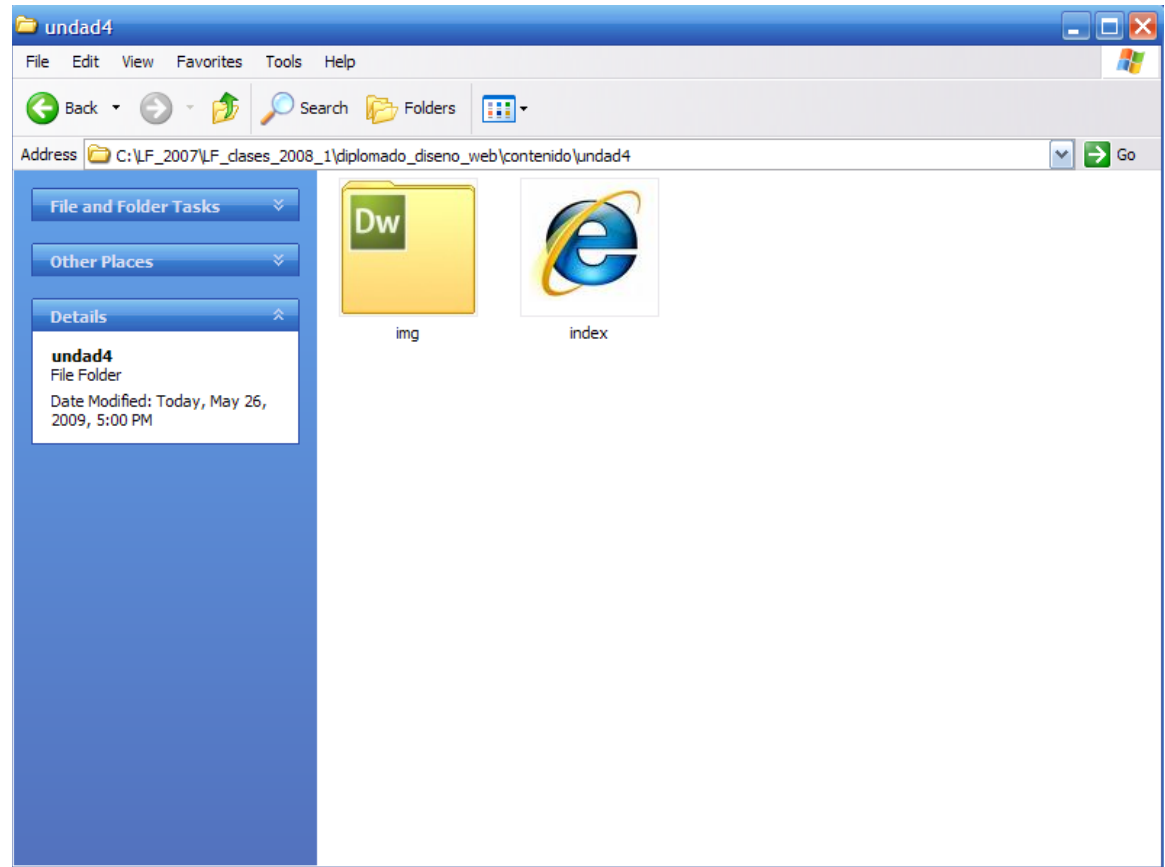 undad4
File Edit View Favorites Tools Help
Back Search Folders
Address C:\LF_2007\LF_clases_2008_1\diplomado_diseno_web\contenido\undad4 Go
File and Folder Tasks
Other Places
Details
undad4
File Folder
Date Modified: Today, May 26,
2009, 5:00 PM
Dw
img
index